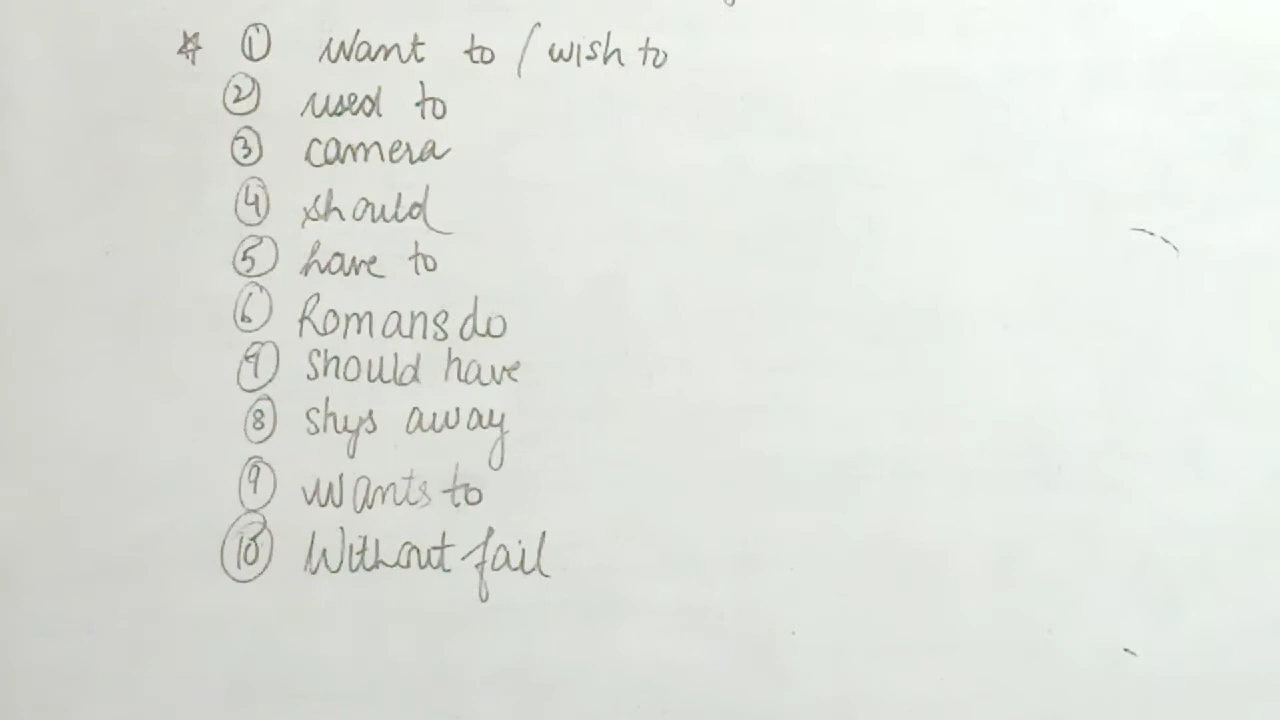 * ① Want to / wish to
② used to
③ camera
④ should
⑤ have to
⑥ Romans do
⑦ should have
⑧ shys away
⑨ wants to
⑩ Without fail